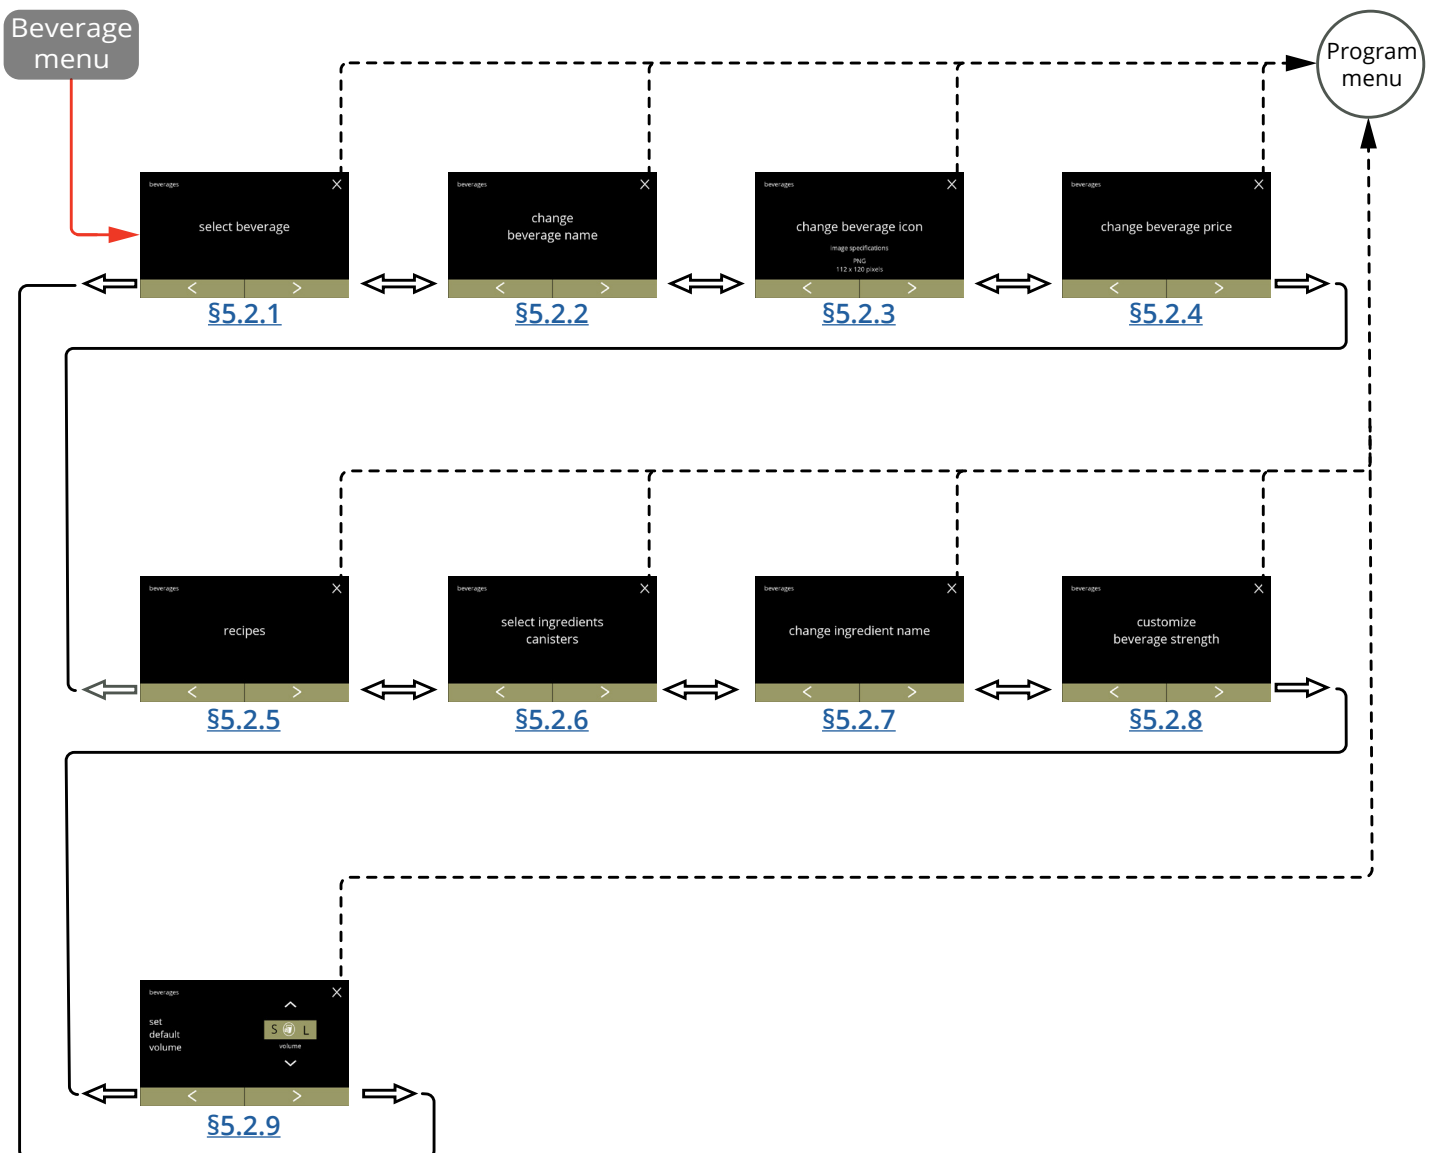 Beverage
menu
Program
menu
beverages
select beverage
§5.2.1
beverages
change
beverage name
§5.2.2
beverages
change beverage icon
image specifications
PNG
112 x 120 pixels
§5.2.3
beverages
change beverage price
§5.2.4
beverages
recipes
§5.2.5
beverages
select ingredients
canisters
§5.2.6
beverages
change ingredient name
§5.2.7
beverages
customize
beverage strength
§5.2.8
beverages
set
default
volume
S L
volume
§5.2.9